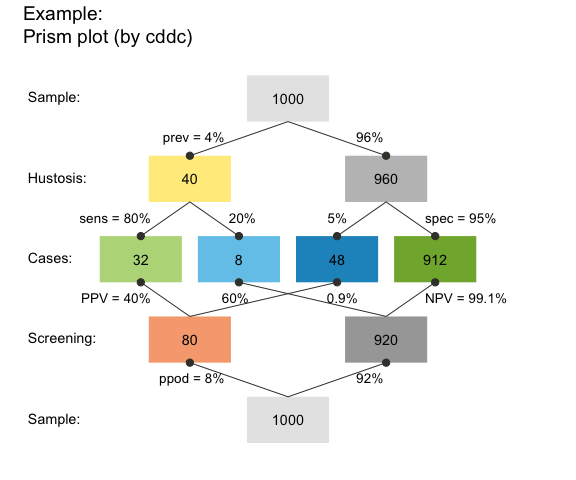 Example:
Prism plot (by cddc)
Sample:
1000
prev = 4%
96%
Hustosis:
40
960
sens = 80%
20%
5%
spec = 95%
Cases:
32
8
48
912
PPV = 40%
60%
0.9%
NPV = 99.1%
Screening:
80
920
ppod = 8%
92%
Sample:
1000